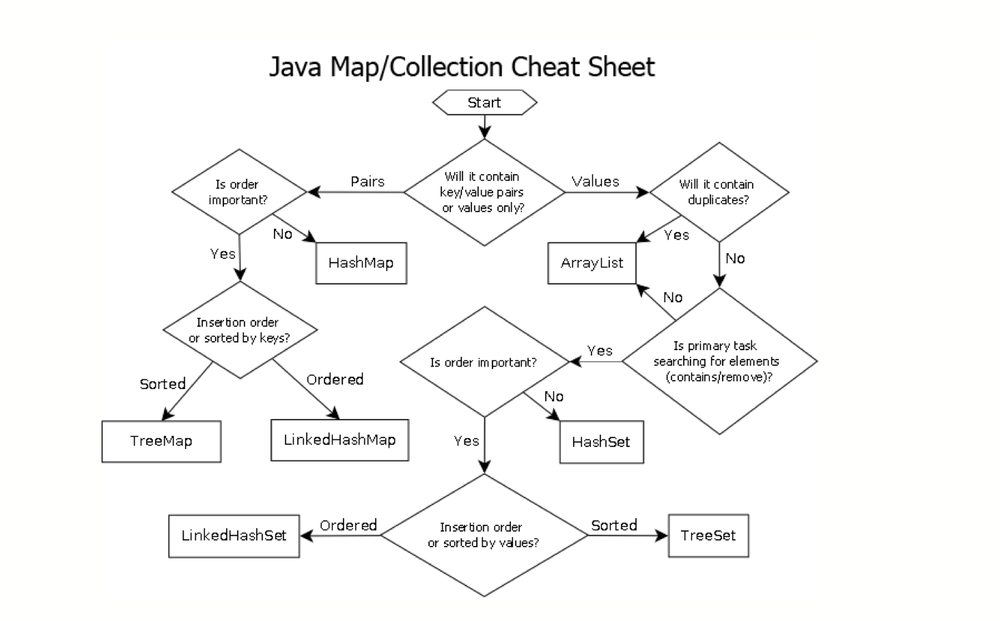 Java Map/Collection Cheat Sheet
Start
Will it contain
key/value pairs
or values only?
Pairs
Values
Is order
important?
No
Yes
HashMap
Insertion order
or sorted by keys?
Sorted
Ordered
TreeMap
LinkedHashMap
Will it contain
duplicates?
Yes
No
ArrayList
No
Is primary task
searching for elements
(contains/remove)?
Yes
Is order important?
No
Yes
HashSet
Insertion order
or sorted by values?
Ordered
Sorted
LinkedHashSet
TreeSet